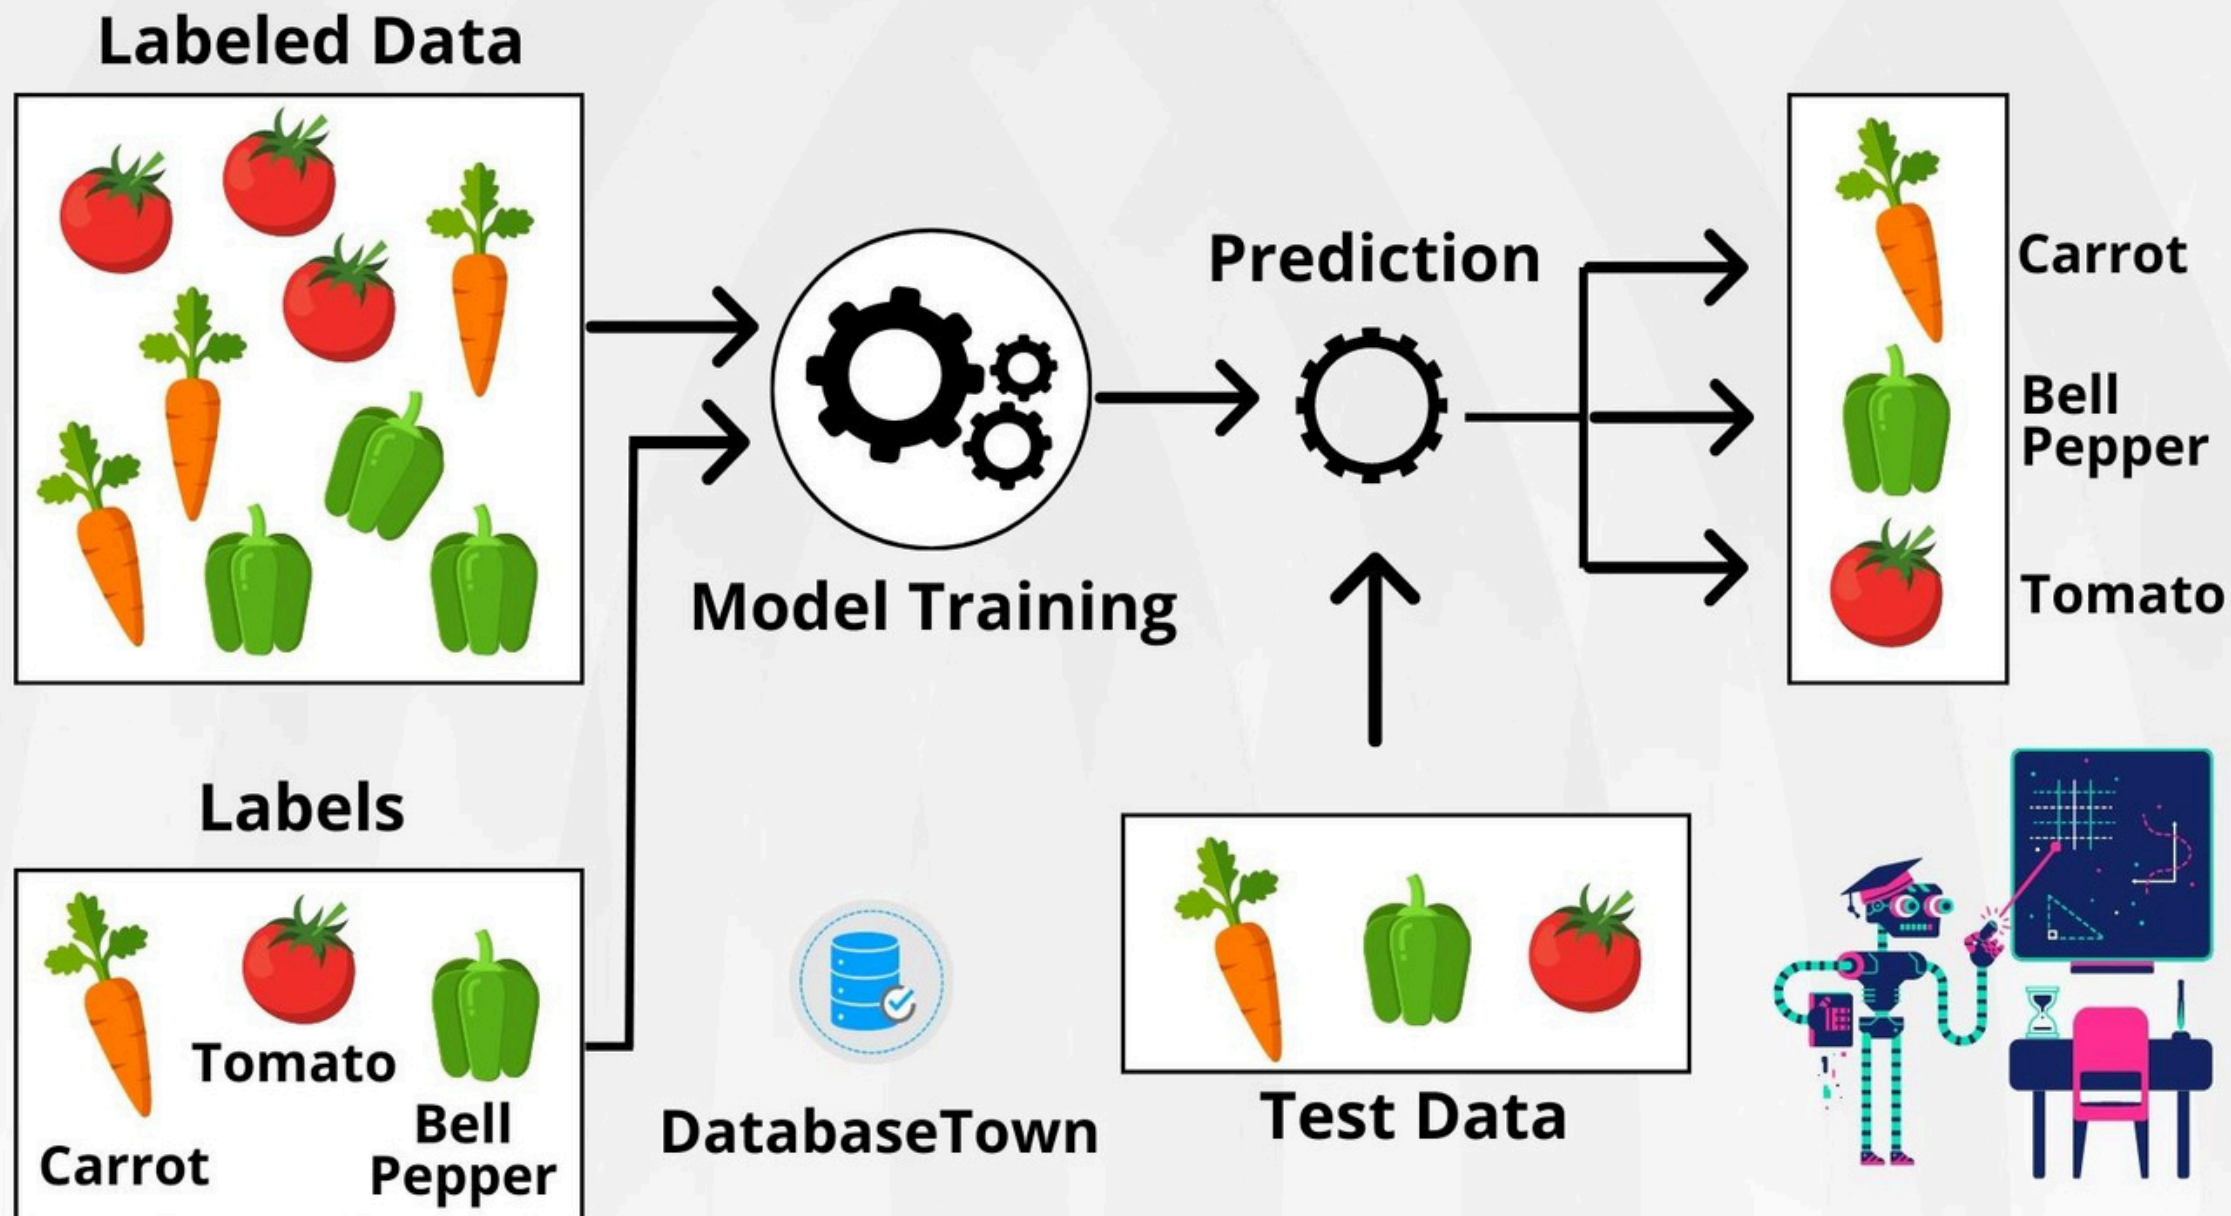 Labeled Data
Prediction
Carrot
Bell
Pepper
Tomato
Model Training
Labels
Tomato
Carrot
Bell
Pepper
DatabaseTown
Test Data